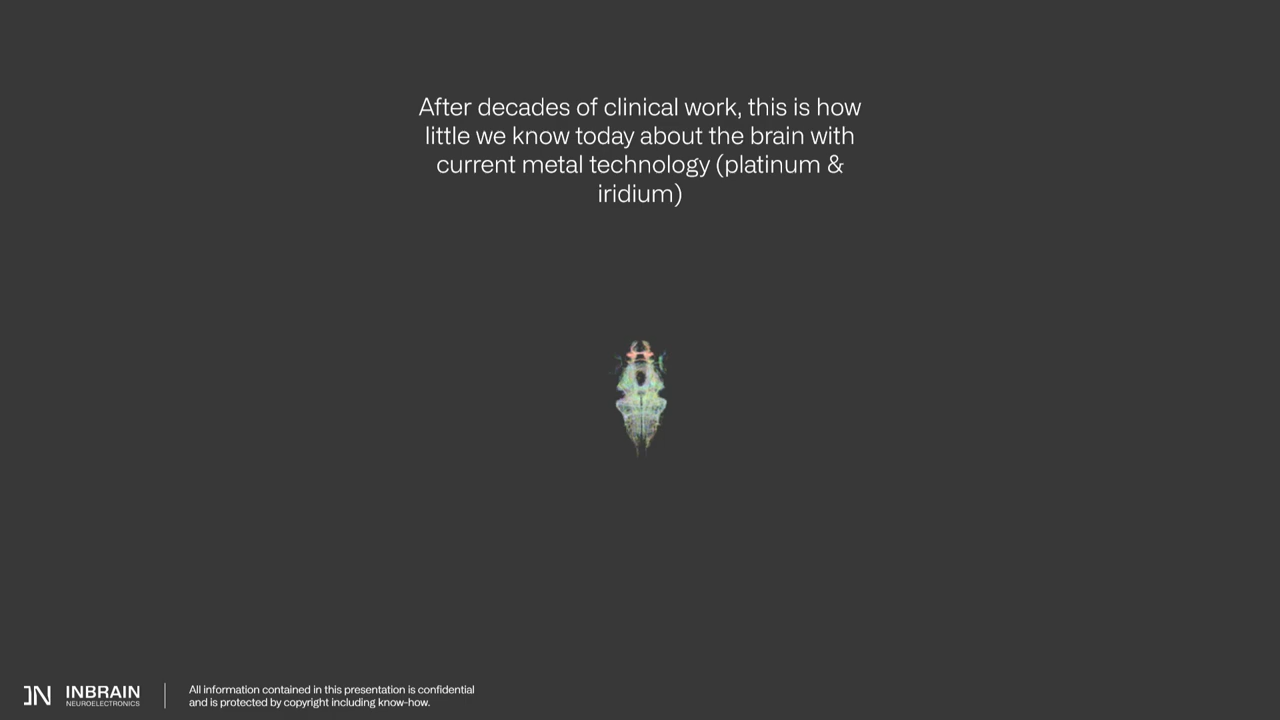 After decades of clinical work, this is how
little we know today about the brain with
current metal technology (platinum &
iridium)
IN INBRAIN
NEUROELECTRONICS
All information contained in this presentation is confidential
and is protected by copyright including know-how.